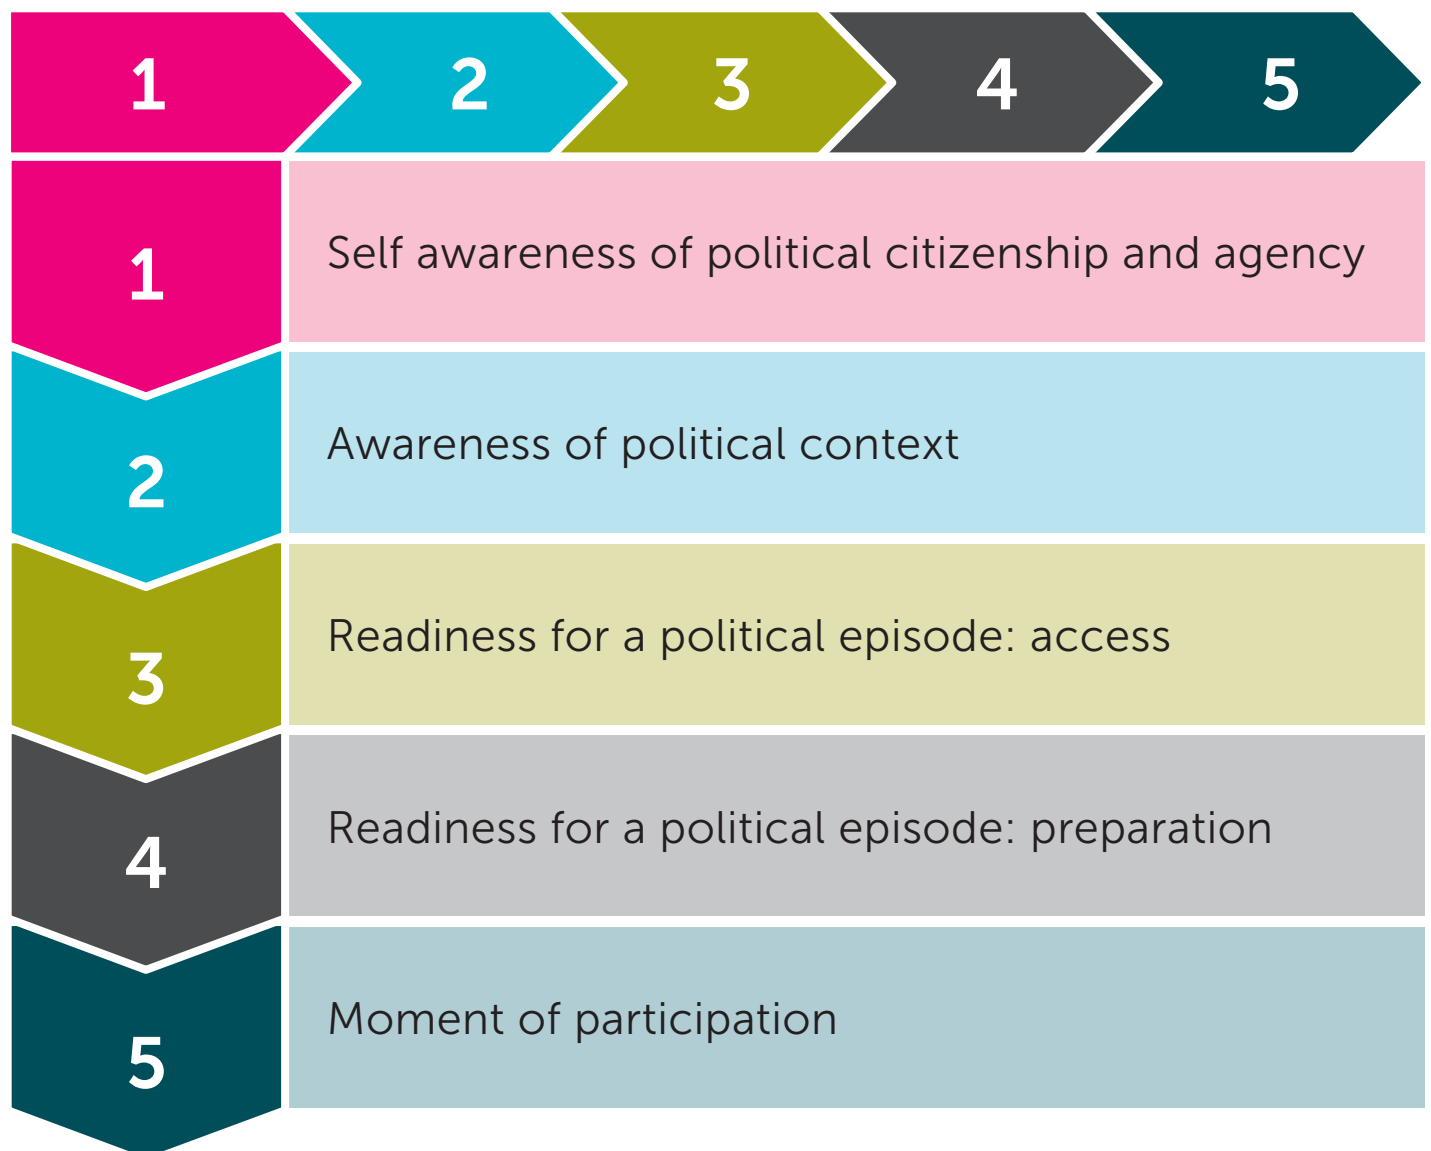 1 2 3 4 5
1
Self awareness of political citizenship and agency
2
Awareness of political context
3
Readiness for a political episode: access
4
Readiness for a political episode: preparation
5
Moment of participation